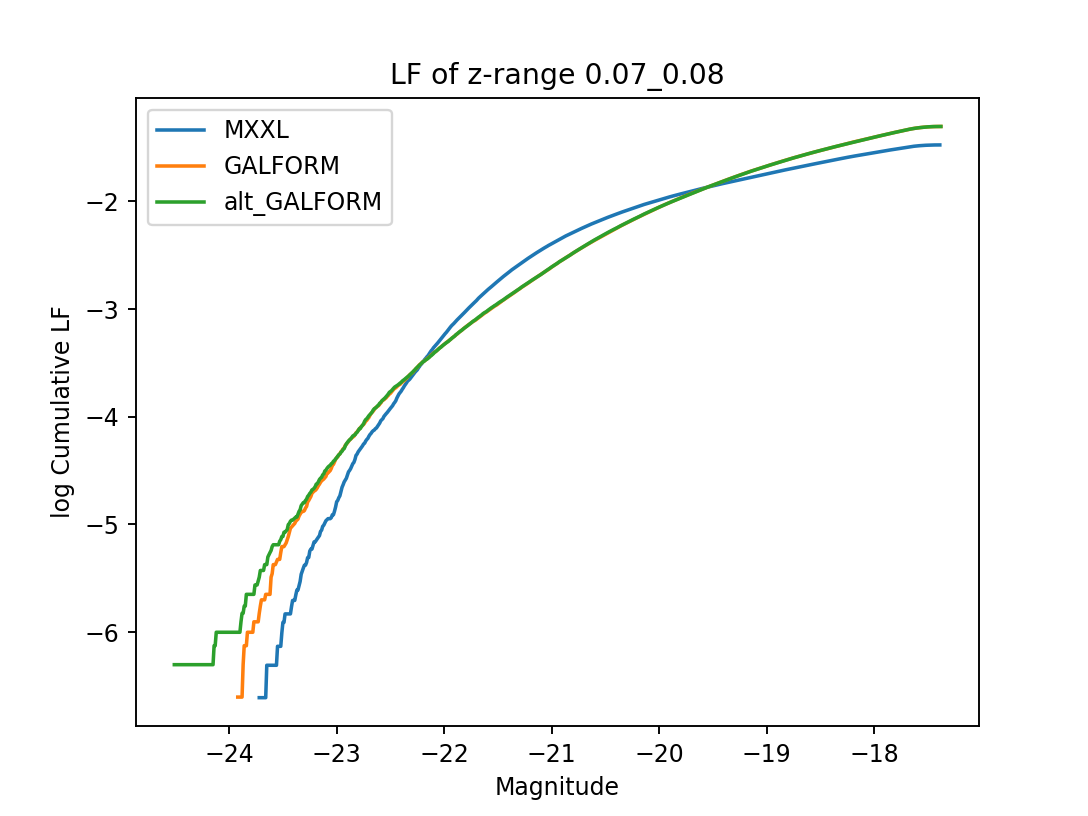 LF of z-range 0.07_0.08
MXXL
GALFORM
alt_GALFORM
log Cumulative LF
−2
−3
−4
−5
−6
−24
−23
−22
−21
−20
−19
−18
Magnitude